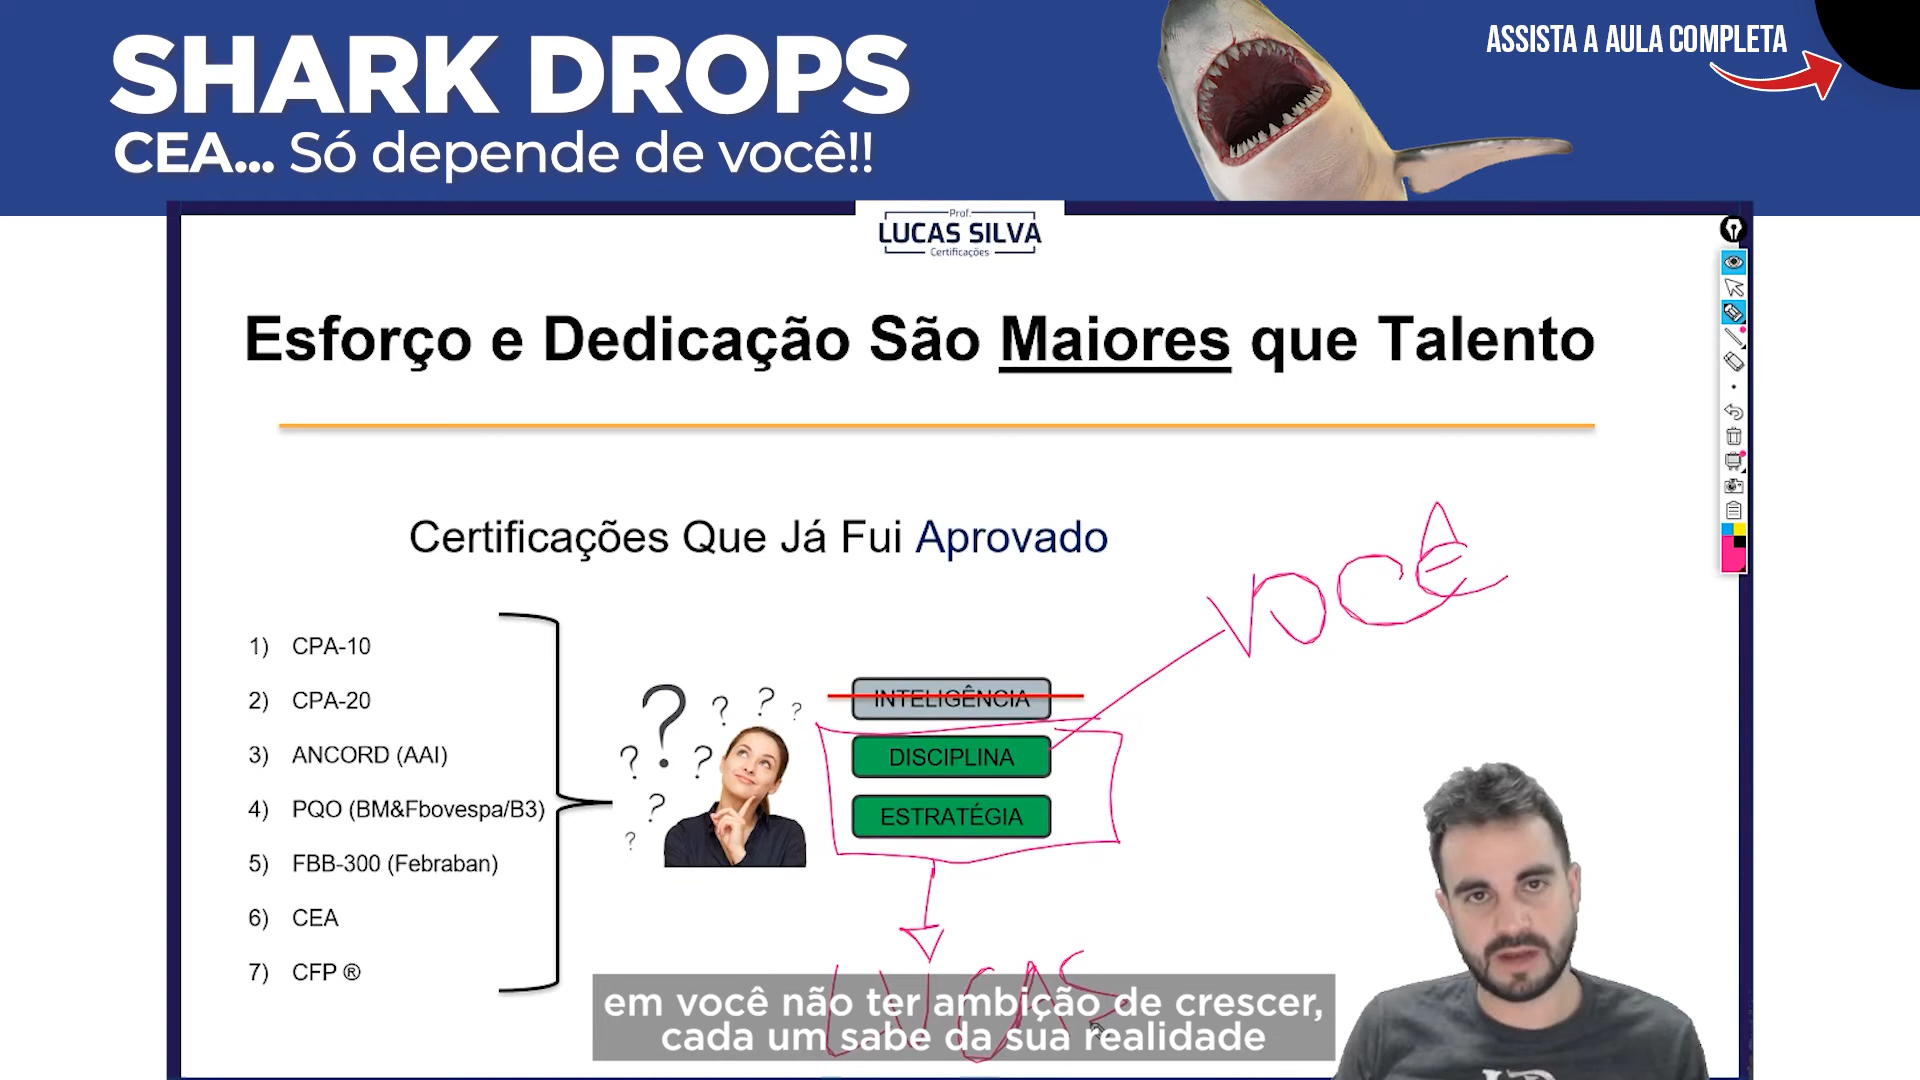 SHARK DROPS
CEA... Só depende de você!!
ASSISTA A AULA COMPLETA
Prof.
LUCAS SILVA
Certificações
Esforço e Dedicação São Maiores que Talento
Certificações Que Já Fui Aprovado
VOCÊ
1) CPA-10
2) CPA-20
3) ANCORD (AAI)
4) PQO (BM&Fbovespa/B3)
5) FBB-300 (Febraban)
6) CEA
7) CFP ®
? ? ? ? ? ? ? ?
INTELIGÊNCIA
DISCIPLINA
ESTRATÉGIA
LUCAS
em você não ter ambição de crescer,
cada um sabe da sua realidade